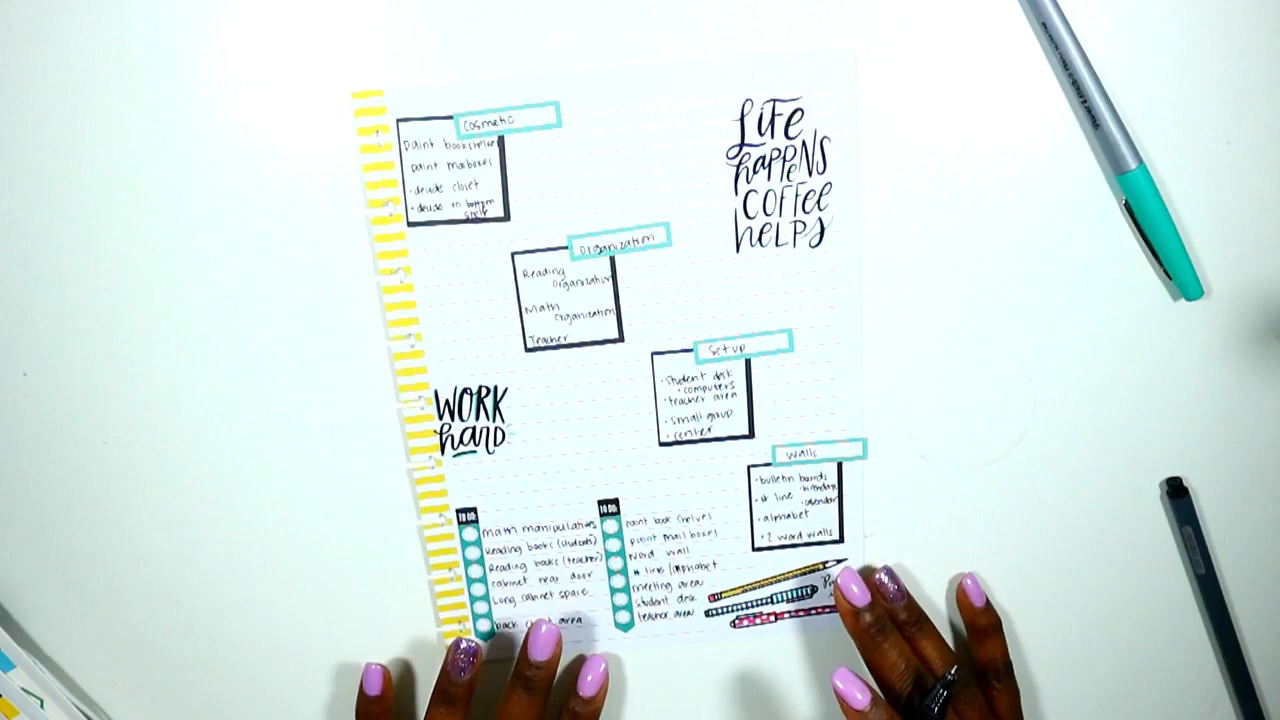 cosmetic
paint bookshelves
paint mailboxes
• decide closet
• decide on bottom
shelf
LIFE
happens
COFFEE
HELPS
organization
Reading
organization
Math
organization
Teacher
Set up
• Student desk
• computers
• teacher area
• small group
• center
WORK
hard
Walls
• bulletin boards
• birthdays
• # line • calendar
• alphabet
• 2 word walls
TO DO:
math manipulatives
Reading books (students)
Reading books (teacher)
cabinet near door
Long cabinet space
back area
TO DO:
paint book shelves
paint mail boxes
word wall
# line /alphabet
meeting area
student desk
teacher area